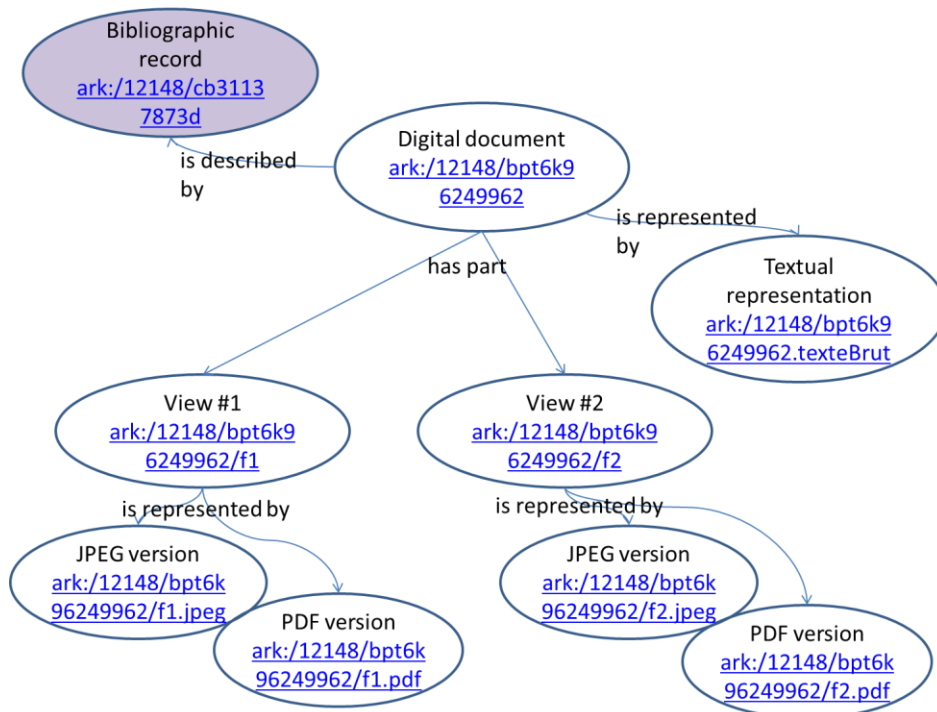 Bibliographic
record
ark:/12148/cb3113
7873d
Digital document
ark:/12148/bpt6k9
6249962
is described
by
is represented
by
has part
Textual
representation
ark:/12148/bpt6k9
6249962.texteBrut
View #1
ark:/12148/bpt6k9
6249962/f1
View #2
ark:/12148/bpt6k9
6249962/f2
is represented by
is represented by
JPEG version
ark:/12148/bpt6k
96249962/f1.jpeg
PDF version
ark:/12148/bpt6k
96249962/f1.pdf
JPEG version
ark:/12148/bpt6k
96249962/f2.jpeg
PDF version
ark:/12148/bpt6k
96249962/f2.pdf